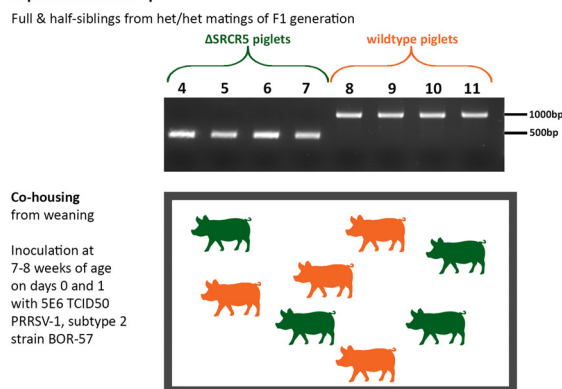 Full & half-siblings from het/het matings of F1 generation
ΔSRCR5 piglets wildtype piglets
4 5 6 7 8 9 10 11
1000bp
500bp
Co-housing
from weaning
Inoculation at
7-8 weeks of age
on days 0 and 1
with 5E6 TCID50
PRRSV-1, subtype 2
strain BOR-57